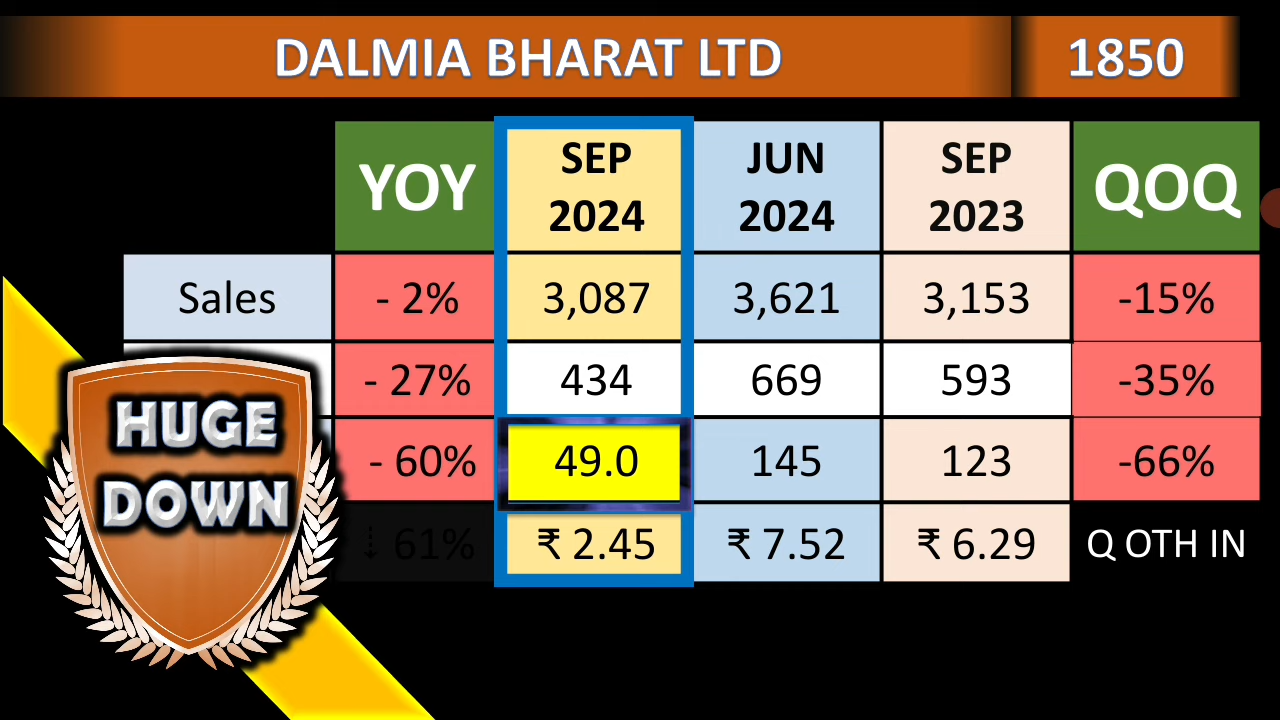 DALMIA BHARAT LTD 1850
YOY SEP 2024 JUN 2024 SEP 2023 QOQ
Sales - 2% 3,087 3,621 3,153 -15%
- 27% 434 669 593 -35%
- 60% 49.0 145 123 -66%
⇣ 61% ₹ 2.45 ₹ 7.52 ₹ 6.29 Q OTH IN
HUGE
DOWN